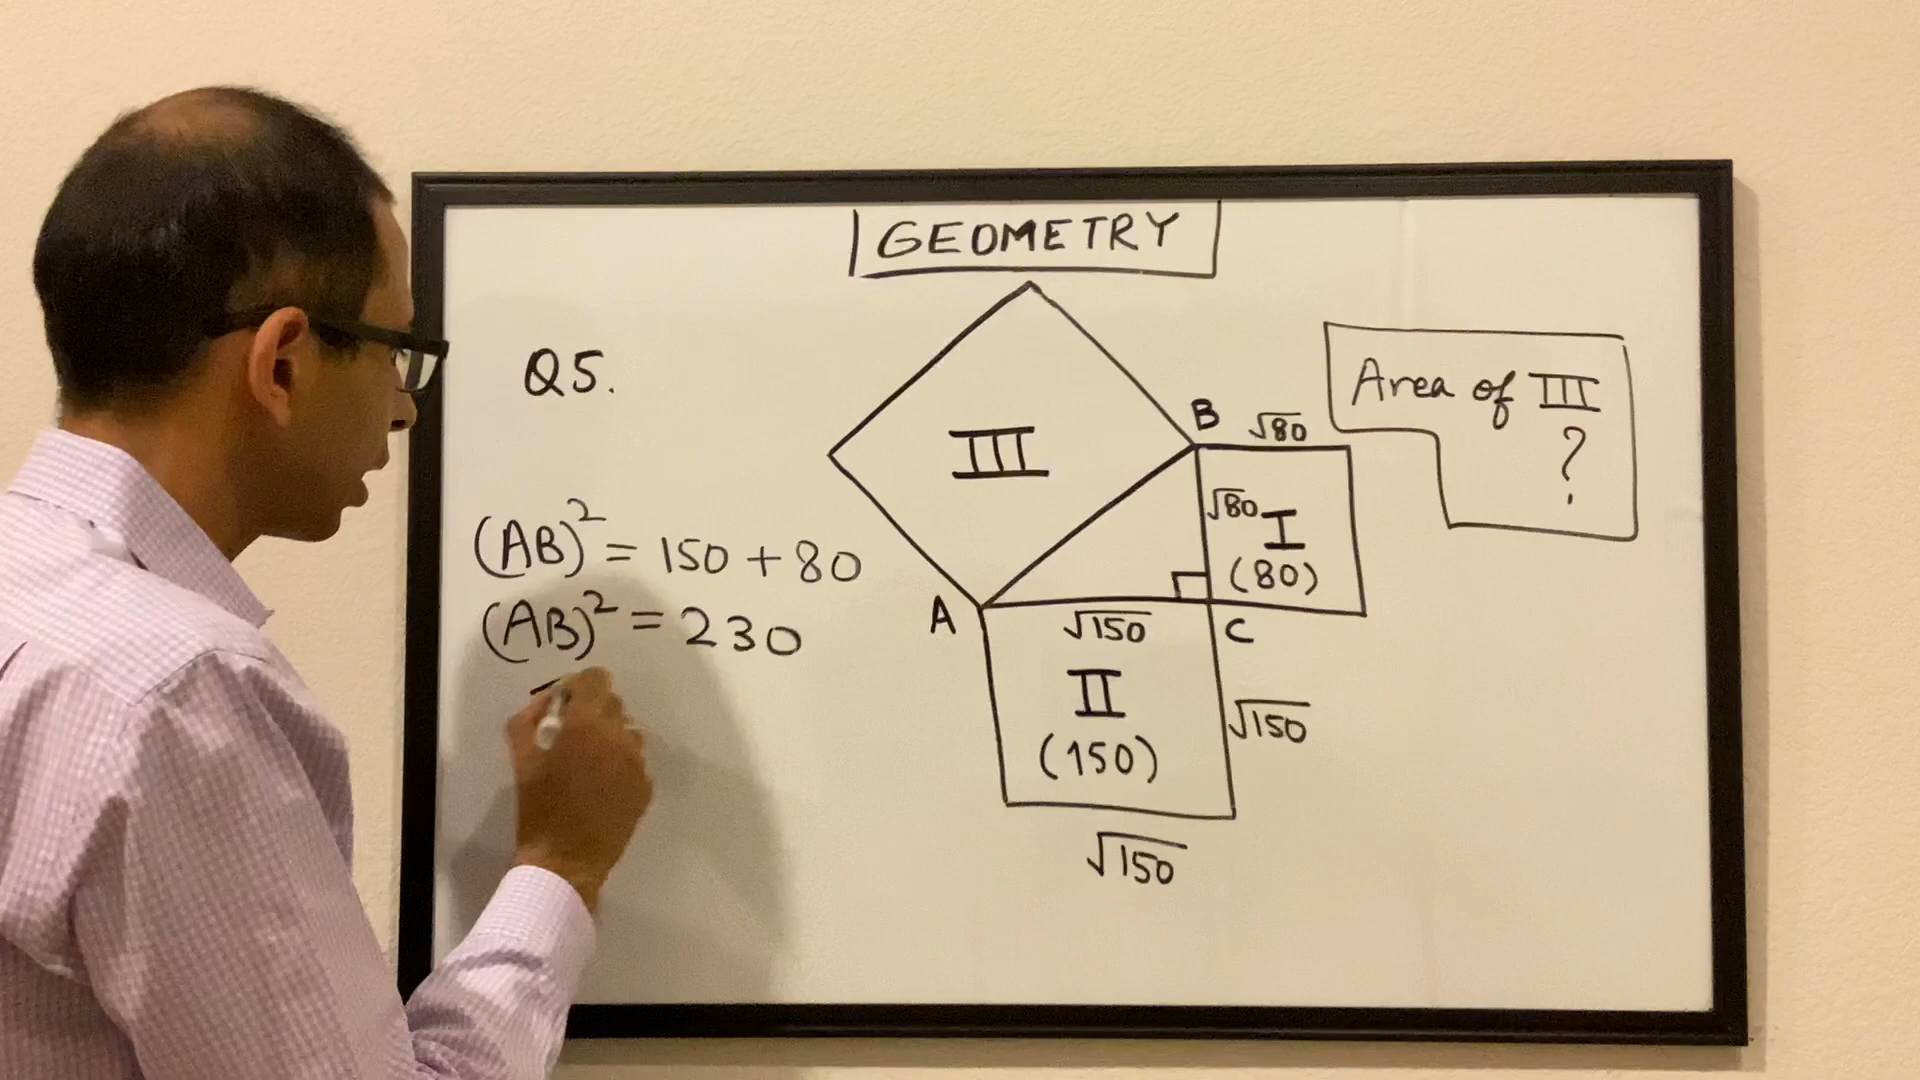 GEOMETRY
Q5.
(AB)² = 150 + 80
(AB)² = 230
III
A
B
C
√80
√80
I
(80)
√150
II
(150)
√150
√150
Area of III
?